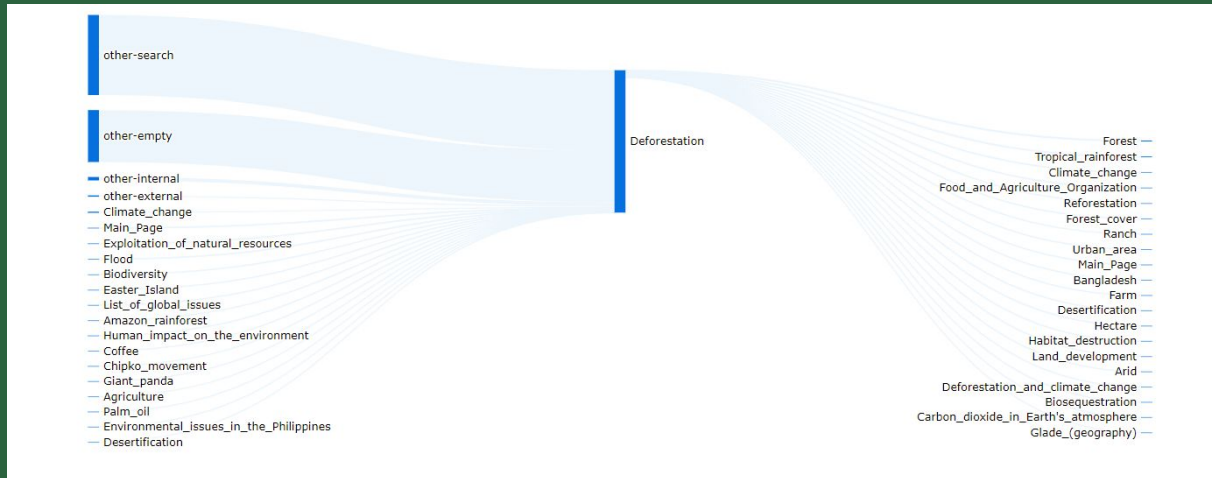 other-search
other-empty
other-internal
other-external
Climate_change
Main_Page
Exploitation_of_natural_resources
Flood
Biodiversity
Easter_Island
List_of_global_issues
Amazon_rainforest
Human_impact_on_the_environment
Coffee
Chipko_movement
Giant_panda
Agriculture
Palm_oil
Environmental_issues_in_the_Philippines
Desertification
Deforestation
Forest
Tropical_rainforest
Climate_change
Food_and_Agriculture_Organization
Reforestation
Forest_cover
Ranch
Urban_area
Main_Page
Bangladesh
Farm
Desertification
Hectare
Habitat_destruction
Land_development
Arid
Deforestation_and_climate_change
Biosequestration
Carbon_dioxide_in_Earth's_atmosphere
Glade_(geography)